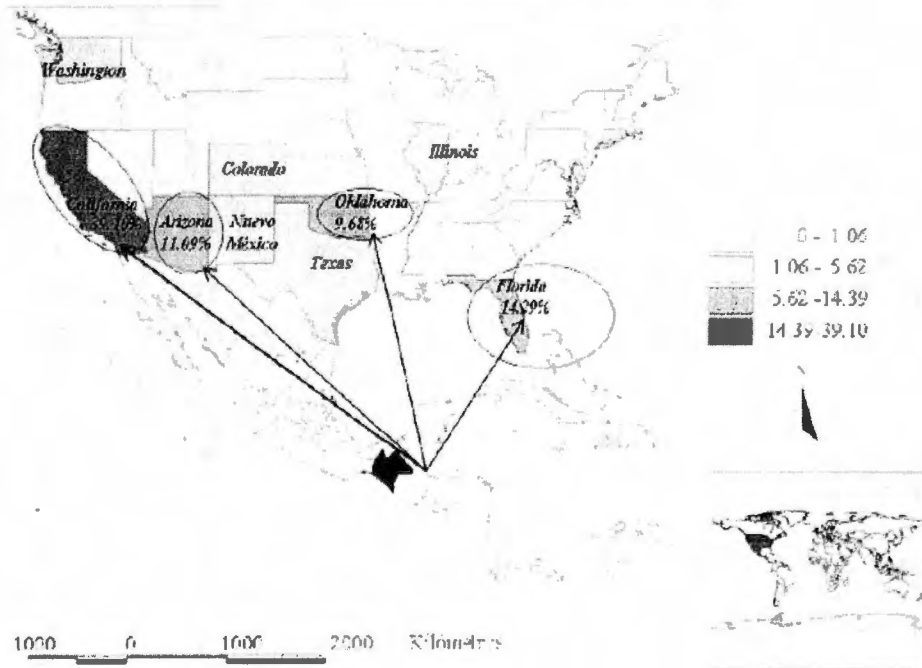 Washington
Colorado
Illinois
California
Arizona
11.69%
Nuevo
México
Oklahoma
9.68%
Texas
Florida
0 - 1.06
1.06 - 5.62
5.62 -14.39
14.39-39.10
1000 0 1000 2000